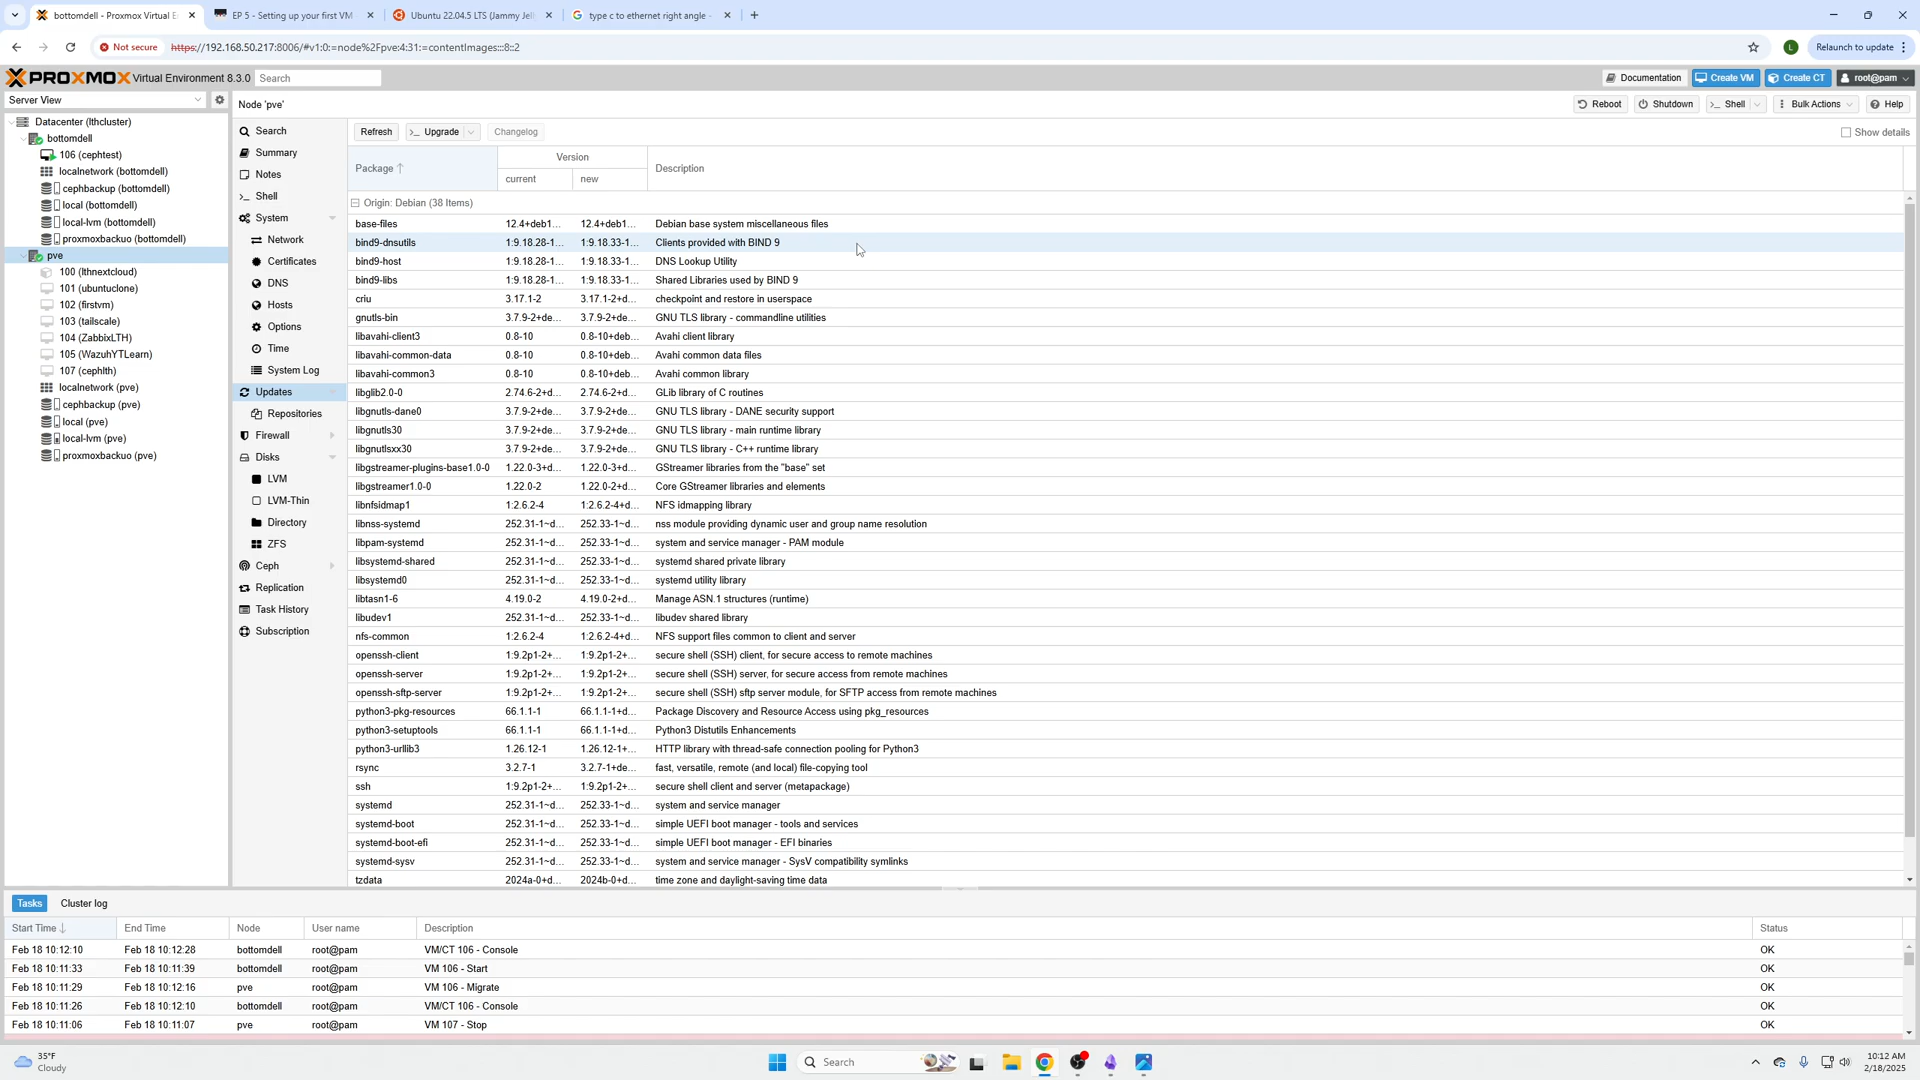 bottomdell - Proxmox Virtual E
EP 5 - Setting up your first VM
Ubuntu 22.04.5 LTS (Jammy Jel
type c to ethernet right angle -
Not secure
https://192.168.50.217:8006/#v1:0:=node%2Fpve:4:31:=contentImages:::8::2
L
Relaunch to update
PROXMOX Virtual Environment 8.3.0
Search
Documentation
Create VM
Create CT
root@pam
Server View
Node 'pve'
Reboot
Shutdown
Shell
Bulk Actions
Help
Datacenter (lthcluster)
bottomdell
106 (cephtest)
localnetwork (bottomdell)
cephbackup (bottomdell)
local (bottomdell)
local-lvm (bottomdell)
proxmoxbackuo (bottomdell)
pve
100 (lthnextcloud)
101 (ubuntuclone)
102 (firstvm)
103 (tailscale)
104 (ZabbixLTH)
105 (WazuhYTLearn)
107 (cephlth)
localnetwork (pve)
cephbackup (pve)
local (pve)
local-lvm (pve)
proxmoxbackuo (pve)
Search
Summary
Notes
Shell
System
Network
Certificates
DNS
Hosts
Options
Time
System Log
Updates
Repositories
Firewall
Disks
LVM
LVM-Thin
Directory
ZFS
Ceph
Replication
Task History
Subscription
Refresh
Upgrade
Changelog
Show details
Package
Version
Description
current
new
Origin: Debian (38 Items)
base-files 12.4+deb1... 12.4+deb1... Debian base system miscellaneous files
bind9-dnsutils 1:9.18.28-1... 1:9.18.33-1... Clients provided with BIND 9
bind9-host 1:9.18.28-1... 1:9.18.33-1... DNS Lookup Utility
bind9-libs 1:9.18.28-1... 1:9.18.33-1... Shared Libraries used by BIND 9
criu 3.17.1-2 3.17.1-2+d... checkpoint and restore in userspace
gnutls-bin 3.7.9-2+de... 3.7.9-2+de... GNU TLS library - commandline utilities
libavahi-client3 0.8-10 0.8-10+deb... Avahi client library
libavahi-common-data 0.8-10 0.8-10+deb... Avahi common data files
libavahi-common3 0.8-10 0.8-10+deb... Avahi common library
libglib2.0-0 2.74.6-2+d... 2.74.6-2+d... GLib library of C routines
libgnutls-dane0 3.7.9-2+de... 3.7.9-2+de... GNU TLS library - DANE security support
libgnutls30 3.7.9-2+de... 3.7.9-2+de... GNU TLS library - main runtime library
libgnutlsxx30 3.7.9-2+de... 3.7.9-2+de... GNU TLS library - C++ runtime library
libgstreamer-plugins-base1.0-0 1.22.0-3+d... 1.22.0-3+d... GStreamer libraries from the "base" set
libgstreamer1.0-0 1.22.0-2 1.22.0-2+d... Core GStreamer libraries and elements
libnfsidmap1 1:2.6.2-4 1:2.6.2-4+d... NFS idmapping library
libnss-systemd 252.31-1~d... 252.33-1~d... nss module providing dynamic user and group name resolution
libpam-systemd 252.31-1~d... 252.33-1~d... system and service manager - PAM module
libsystemd-shared 252.31-1~d... 252.33-1~d... systemd shared private library
libsystemd0 252.31-1~d... 252.33-1~d... systemd utility library
libtasn1-6 4.19.0-2 4.19.0-2+d... Manage ASN.1 structures (runtime)
libudev1 252.31-1~d... 252.33-1~d... libudev shared library
nfs-common 1:2.6.2-4 1:2.6.2-4+d... NFS support files common to client and server
openssh-client 1:9.2p1-2+... 1:9.2p1-2+... secure shell (SSH) client, for secure access to remote machines
openssh-server 1:9.2p1-2+... 1:9.2p1-2+... secure shell (SSH) server, for secure access from remote machines
openssh-sftp-server 1:9.2p1-2+... 1:9.2p1-2+... secure shell (SSH) sftp server module, for SFTP access from remote machines
python3-pkg-resources 66.1.1-1 66.1.1-1+d... Package Discovery and Resource Access using pkg_resources
python3-setuptools 66.1.1-1 66.1.1-1+d... Python3 Distutils Enhancements
python3-urllib3 1.26.12-1 1.26.12-1+... HTTP library with thread-safe connection pooling for Python3
rsync 3.2.7-1 3.2.7-1+de... fast, versatile, remote (and local) file-copying tool
ssh 1:9.2p1-2+... 1:9.2p1-2+... secure shell client and server (metapackage)
systemd 252.31-1~d... 252.33-1~d... system and service manager
systemd-boot 252.31-1~d... 252.33-1~d... simple UEFI boot manager - tools and services
systemd-boot-efi 252.31-1~d... 252.33-1~d... simple UEFI boot manager - EFI binaries
systemd-sysv 252.31-1~d... 252.33-1~d... system and service manager - SysV compatibility symlinks
tzdata 2024a-0+d... 2024b-0+d... time zone and daylight-saving time data
Tasks
Cluster log
Start Time End Time Node User name Description Status
Feb 18 10:12:10 Feb 18 10:12:28 bottomdell root@pam VM/CT 106 - Console OK
Feb 18 10:11:33 Feb 18 10:11:39 bottomdell root@pam VM 106 - Start OK
Feb 18 10:11:29 Feb 18 10:12:16 pve root@pam VM 106 - Migrate OK
Feb 18 10:11:26 Feb 18 10:12:10 bottomdell root@pam VM/CT 106 - Console OK
Feb 18 10:11:06 Feb 18 10:11:07 pve root@pam VM 107 - Stop OK
35°F
Cloudy
Search
10:12 AM
2/18/2025